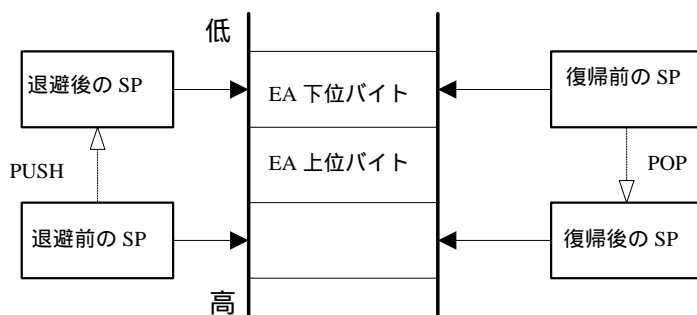 低
退避後の SP
EA 下位バイト
復帰前の SP
PUSH
EA 上位バイト
POP
退避前の SP
復帰後の SP
高